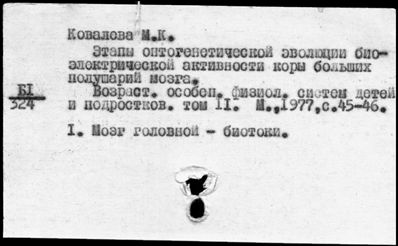 Ковалова М.К.
Этапы онтогенетической эволюции био-
электрической активности коры больших
полушарий мозга.
Б1
324
Возраст. особен. физиол. систем детей
и подростков. том II. М.,1977,с.45-46.
I. Мозг головной - биотоки.